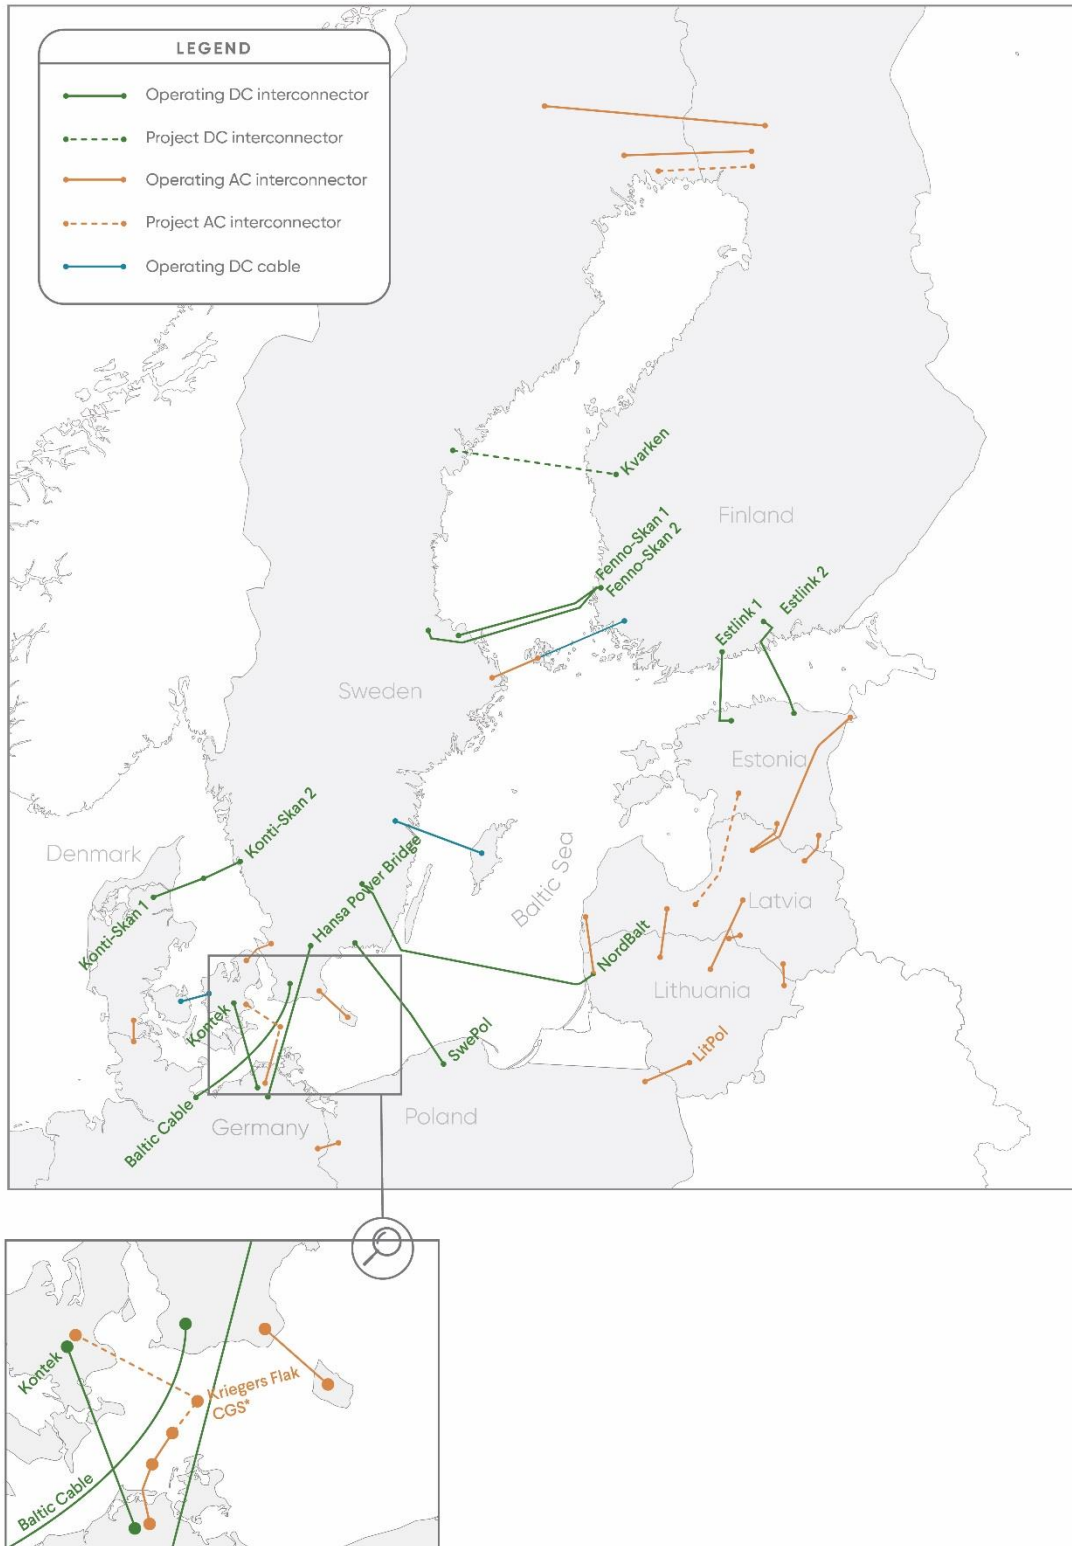 LEGEND
Operating DC interconnector
Project DC interconnector
Operating AC interconnector
Project AC interconnector
Operating DC cable
Kvarken
Finland
Fenno-Skan 1
Fenno-Skan 2
Estlink 1
Estlink 2
Sweden
Estonia
Konti-Skan 2
Denmark
Hansa Power Bridge
Baltic Sea
Konti-Skan 1
Latvia
NordBalt
Lithuania
Kontek
SwePol
LitPol
Baltic Cable
Germany
Poland
Kontek
Kriegers Flak
CGS*
Baltic Cable